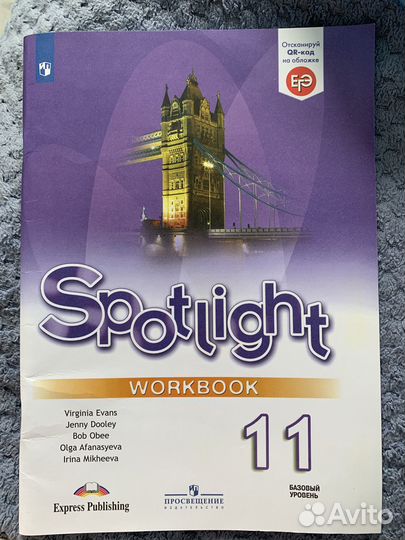 Отсканируй
QR-код
на обложке
ЕГЭ
Spotlight
WORKBOOK
Virginia Evans
Jenny Dooley
Bob Obee
Olga Afanasyeva
Irina Mikheeva
11
БАЗОВЫЙ
УРОВЕНЬ
Express Publishing
ПРОСВЕЩЕНИЕ
ИЗДАТЕЛЬСТВО
Avito